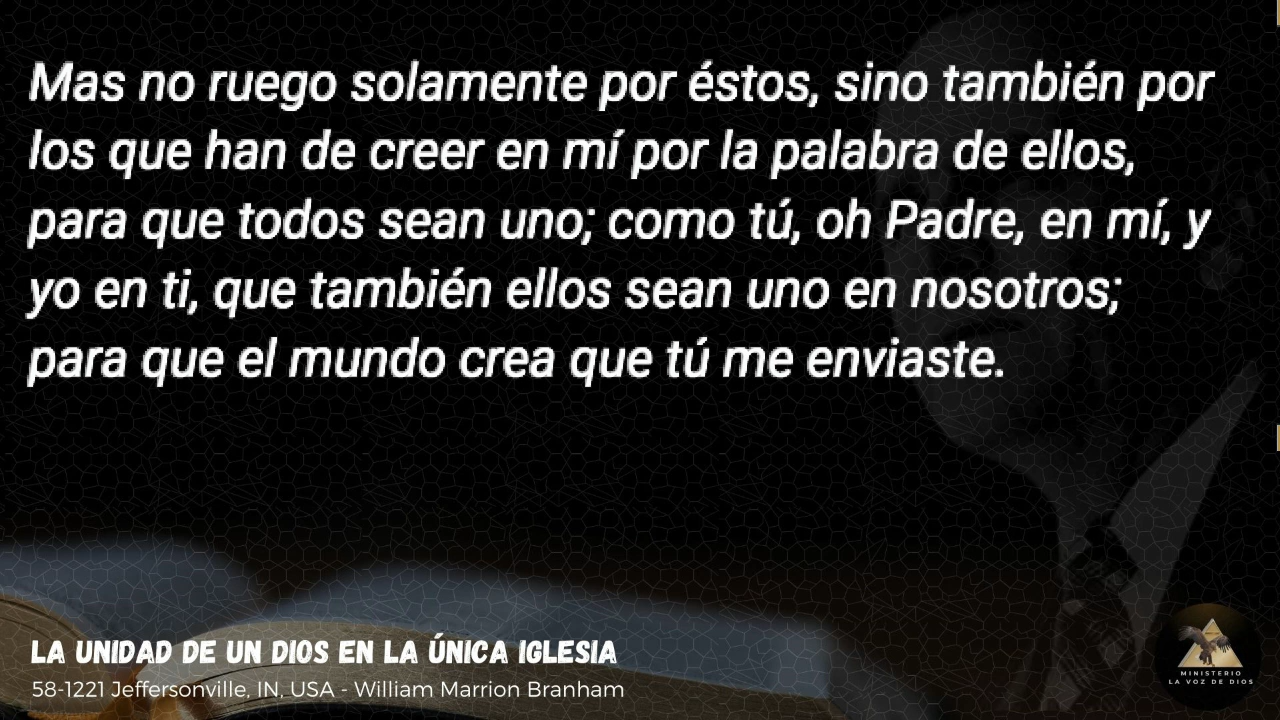 Mas no ruego solamente por éstos, sino también por
los que han de creer en mí por la palabra de ellos,
para que todos sean uno; como tú, oh Padre, en mí, y
yo en ti, que también ellos sean uno en nosotros;
para que el mundo crea que tú me enviaste.
LA UNIDAD DE UN DIOS EN LA ÚNICA IGLESIA
58-1221 Jeffersonville, IN, USA - William Marrion Branham
MINISTERIO
LA VOZ DE DIOS